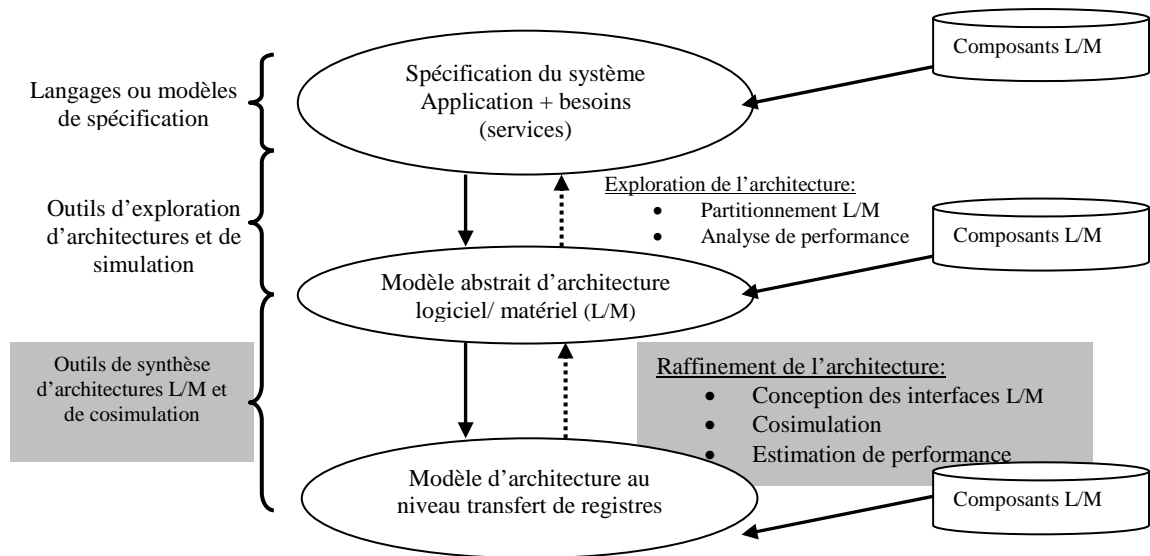 Composants L/M
Spécification du système
Application + besoins
(services)
Langages ou modèles
de spécification
Exploration de l’architecture:
• Partitionnement L/M
• Analyse de performance
Outils d’exploration
d’architectures et de
simulation
Composants L/M
Modèle abstrait d’architecture
logiciel/ matériel (L/M)
Outils de synthèse
d’architectures L/M et
de cosimulation
Raffinement de l’architecture:
• Conception des interfaces L/M
• Cosimulation
• Estimation de performance
Modèle d’architecture au
niveau transfert de registres
Composants L/M